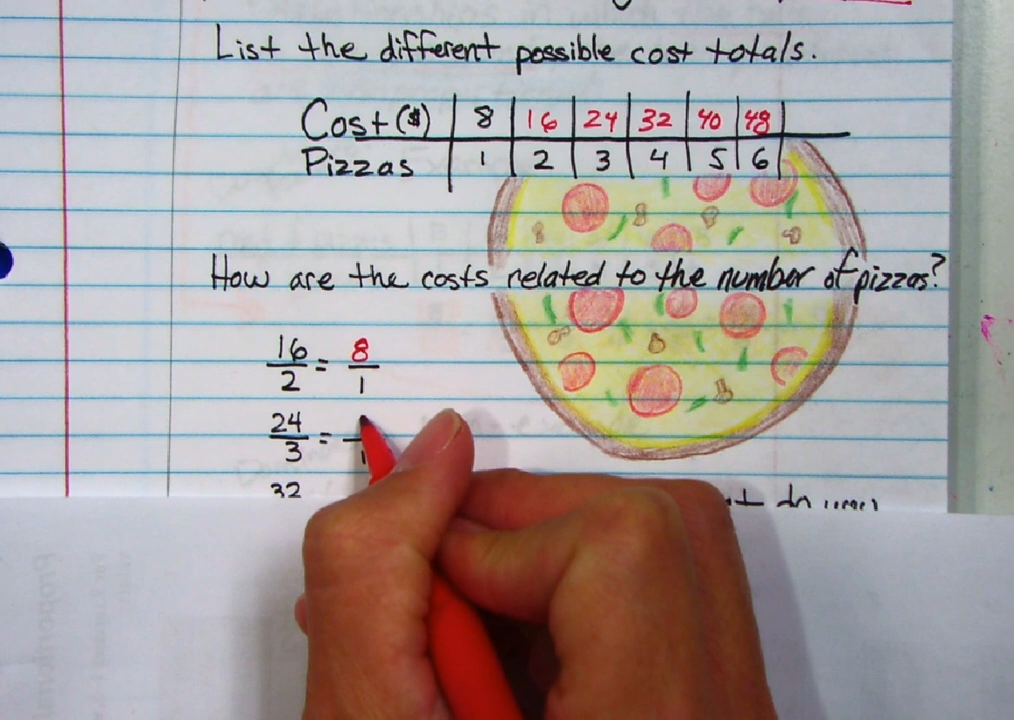 List the different possible cost totals.
Cost ($) 8 16 24 32 40 48
Pizzas 1 2 3 4 5 6
How are the costs related to the number of pizzas?
16/2 = 8/1
24/3 = /1
32